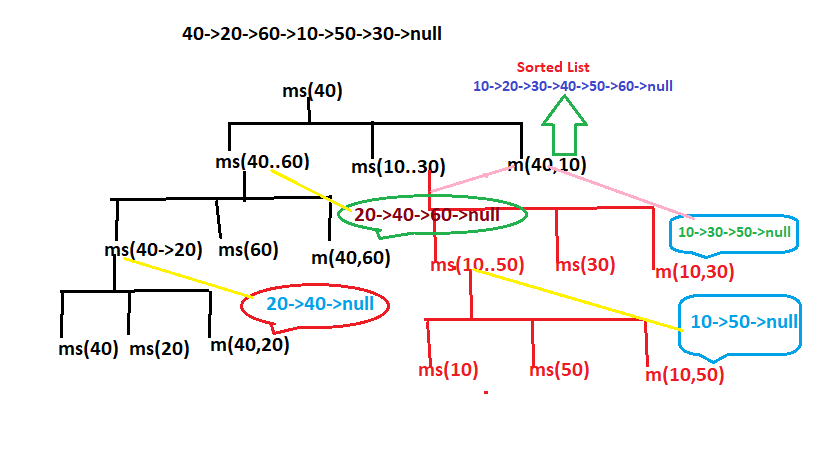 40->20->60->10->50->30->null
Sorted List
10->20->30->40->50->60->null
ms(40)
ms(40..60)
ms(10..30)
m(40,10)
20->40->60->null
10->30->50->null
ms(40->20)
ms(60)
m(40,60)
ms(10..50)
ms(30)
m(10,30)
20->40->null
10->50->null
ms(40)
ms(20)
m(40,20)
ms(10)
ms(50)
m(10,50)